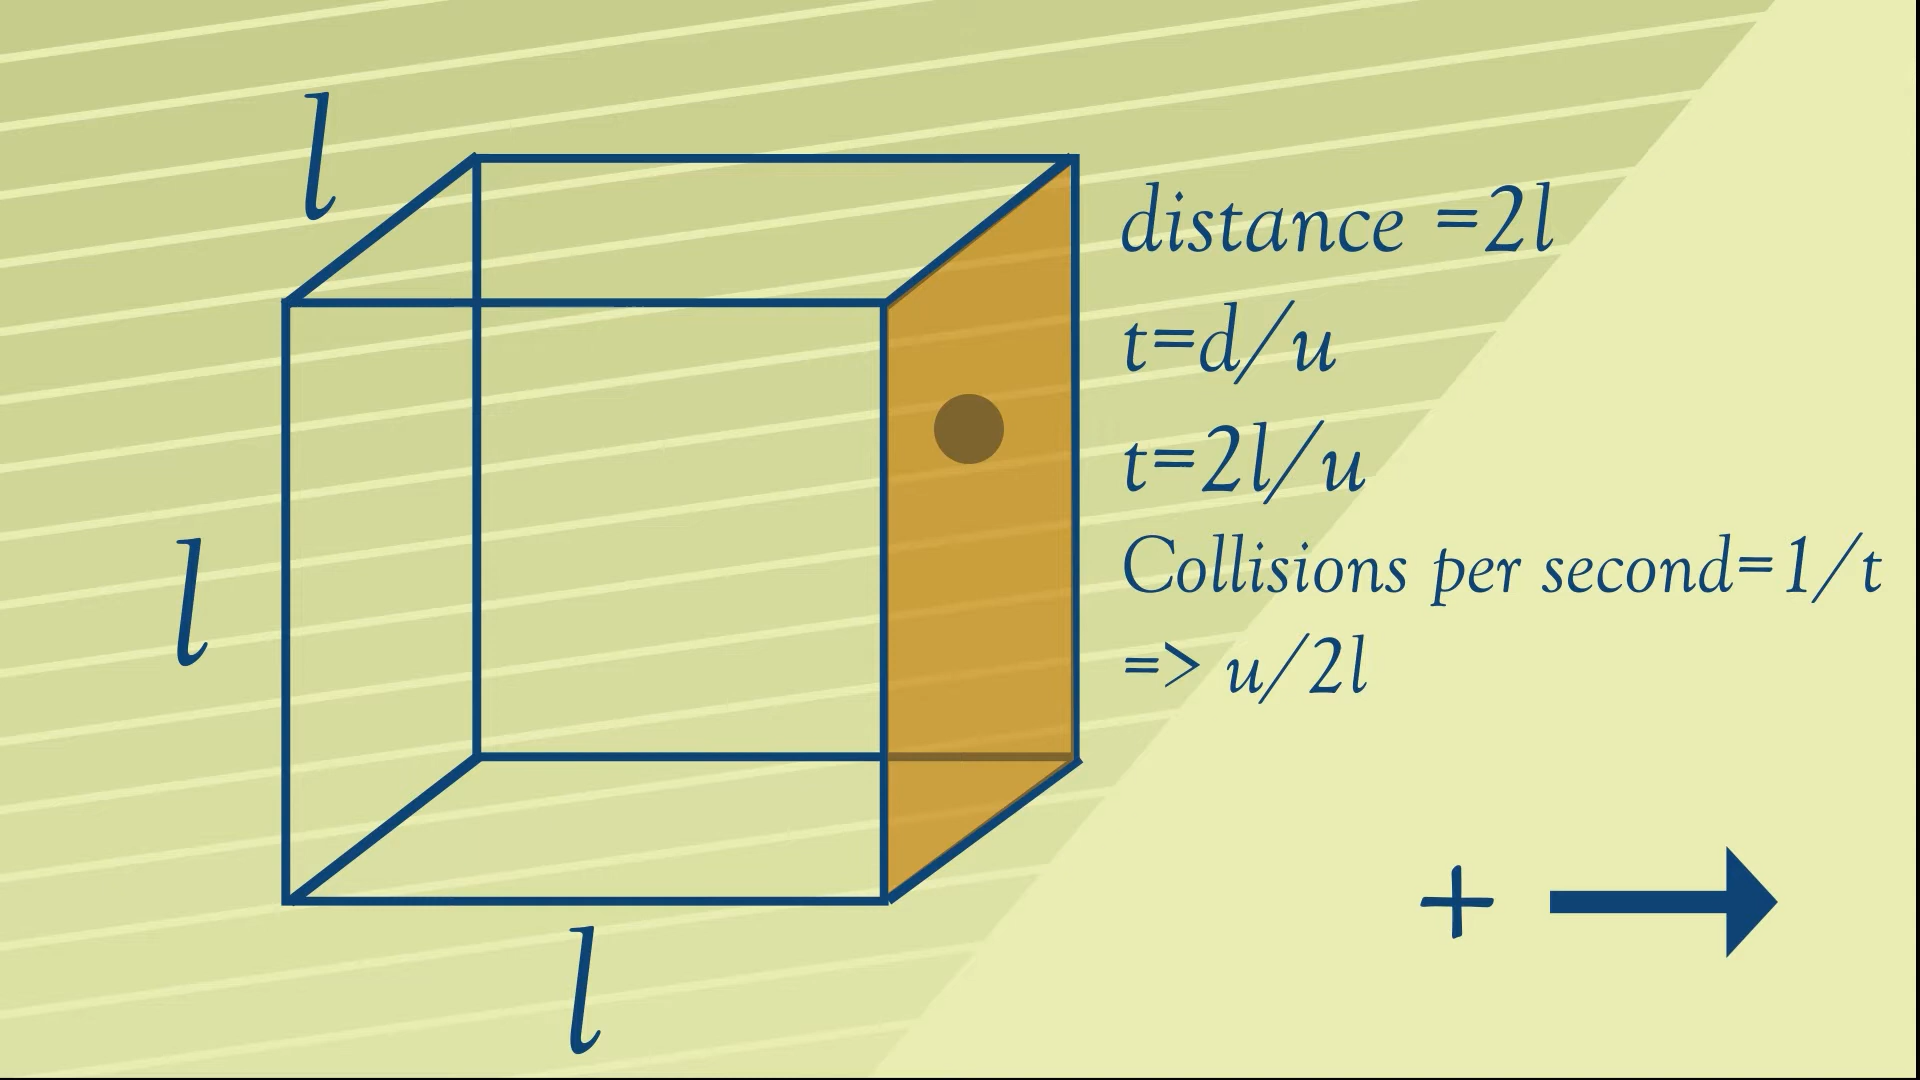 l
distance =2l
t=d/u
t=2l/u
l
Collisions per second=1/t
=> u/2l
+
l